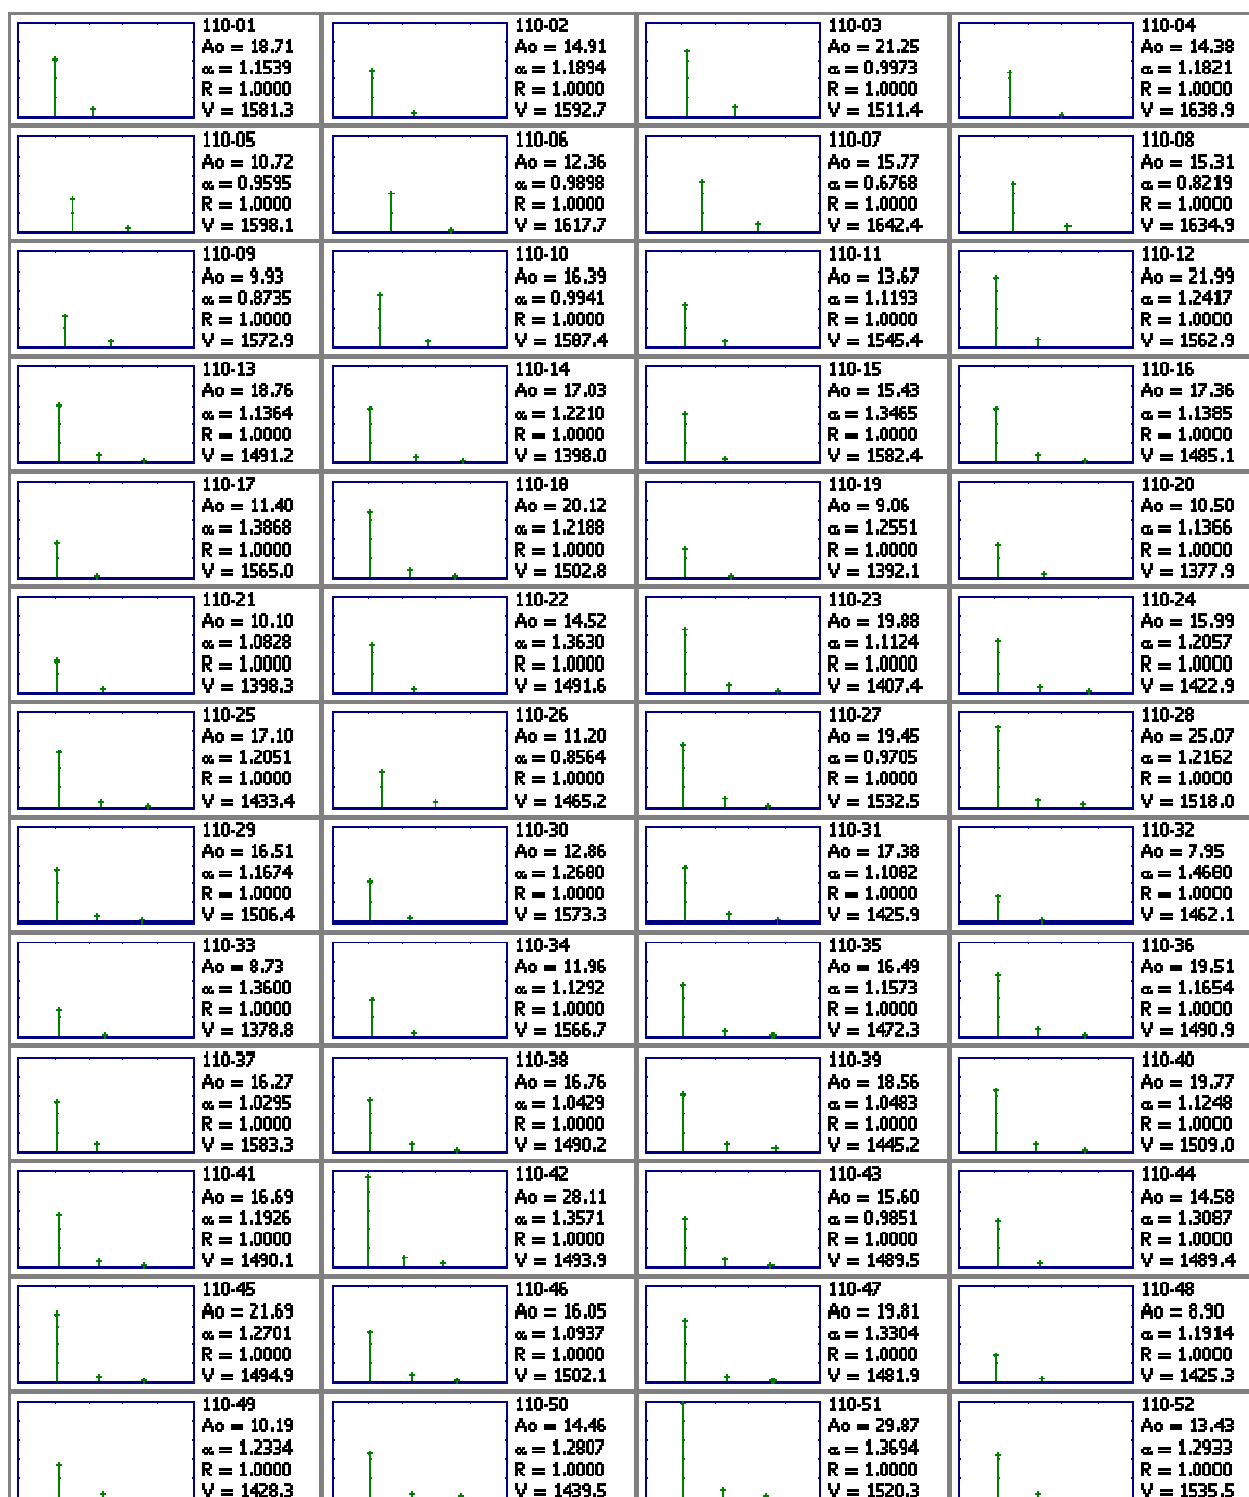 110-01
Ao = 18.71
α = 1.1539
R = 1.0000
V = 1581.3
110-02
Ao = 14.91
α = 1.1894
R = 1.0000
V = 1592.7
110-03
Ao = 21.25
α = 0.9973
R = 1.0000
V = 1511.4
110-04
Ao = 14.38
α = 1.1821
R = 1.0000
V = 1638.9
110-05
Ao = 10.72
α = 0.9595
R = 1.0000
V = 1598.1
110-06
Ao = 12.36
α = 0.9898
R = 1.0000
V = 1617.7
110-07
Ao = 15.77
α = 0.6768
R = 1.0000
V = 1642.4
110-08
Ao = 15.31
α = 0.8219
R = 1.0000
V = 1634.9
110-09
Ao = 9.93
α = 0.8735
R = 1.0000
V = 1572.9
110-10
Ao = 16.39
α = 0.9941
R = 1.0000
V = 1587.4
110-11
Ao = 13.67
α = 1.1193
R = 1.0000
V = 1545.4
110-12
Ao = 21.99
α = 1.2417
R = 1.0000
V = 1562.9
110-13
Ao = 18.76
α = 1.1364
R = 1.0000
V = 1491.2
110-14
Ao = 17.03
α = 1.2210
R = 1.0000
V = 1398.0
110-15
Ao = 15.43
α = 1.3465
R = 1.0000
V = 1582.4
110-16
Ao = 17.36
α = 1.1385
R = 1.0000
V = 1485.1
110-17
Ao = 11.40
α = 1.3868
R = 1.0000
V = 1565.0
110-18
Ao = 20.12
α = 1.2188
R = 1.0000
V = 1502.8
110-19
Ao = 9.06
α = 1.2551
R = 1.0000
V = 1392.1
110-20
Ao = 10.50
α = 1.1366
R = 1.0000
V = 1377.9
110-21
Ao = 10.10
α = 1.0828
R = 1.0000
V = 1398.3
110-22
Ao = 14.52
α = 1.3630
R = 1.0000
V = 1491.6
110-23
Ao = 19.88
α = 1.1124
R = 1.0000
V = 1407.4
110-24
Ao = 15.99
α = 1.2057
R = 1.0000
V = 1422.9
110-25
Ao = 17.10
α = 1.2051
R = 1.0000
V = 1433.4
110-26
Ao = 11.20
α = 0.8564
R = 1.0000
V = 1465.2
110-27
Ao = 19.45
α = 0.9705
R = 1.0000
V = 1532.5
110-28
Ao = 25.07
α = 1.2162
R = 1.0000
V = 1518.0
110-29
Ao = 16.51
α = 1.1674
R = 1.0000
V = 1506.4
110-30
Ao = 12.86
α = 1.2680
R = 1.0000
V = 1573.3
110-31
Ao = 17.38
α = 1.1082
R = 1.0000
V = 1425.9
110-32
Ao = 7.95
α = 1.4680
R = 1.0000
V = 1462.1
110-33
Ao = 8.73
α = 1.3600
R = 1.0000
V = 1378.8
110-34
Ao = 11.96
α = 1.1292
R = 1.0000
V = 1566.7
110-35
Ao = 16.49
α = 1.1573
R = 1.0000
V = 1472.3
110-36
Ao = 19.51
α = 1.1654
R = 1.0000
V = 1490.9
110-37
Ao = 16.27
α = 1.0295
R = 1.0000
V = 1583.3
110-38
Ao = 16.76
α = 1.0429
R = 1.0000
V = 1490.2
110-39
Ao = 18.56
α = 1.0483
R = 1.0000
V = 1445.2
110-40
Ao = 19.77
α = 1.1248
R = 1.0000
V = 1509.0
110-41
Ao = 16.69
α = 1.1926
R = 1.0000
V = 1490.1
110-42
Ao = 28.11
α = 1.3571
R = 1.0000
V = 1493.9
110-43
Ao = 15.60
α = 0.9851
R = 1.0000
V = 1489.5
110-44
Ao = 14.58
α = 1.3087
R = 1.0000
V = 1489.4
110-45
Ao = 21.69
α = 1.2701
R = 1.0000
V = 1494.9
110-46
Ao = 16.05
α = 1.0937
R = 1.0000
V = 1502.1
110-47
Ao = 19.81
α = 1.3304
R = 1.0000
V = 1481.9
110-48
Ao = 8.90
α = 1.1914
R = 1.0000
V = 1425.3
110-49
Ao = 10.19
α = 1.2334
R = 1.0000
V = 1428.3
110-50
Ao = 14.46
α = 1.2807
R = 1.0000
V = 1439.5
110-51
Ao = 29.87
α = 1.3694
R = 1.0000
V = 1520.3
110-52
Ao = 13.43
α = 1.2933
R = 1.0000
V = 1535.5